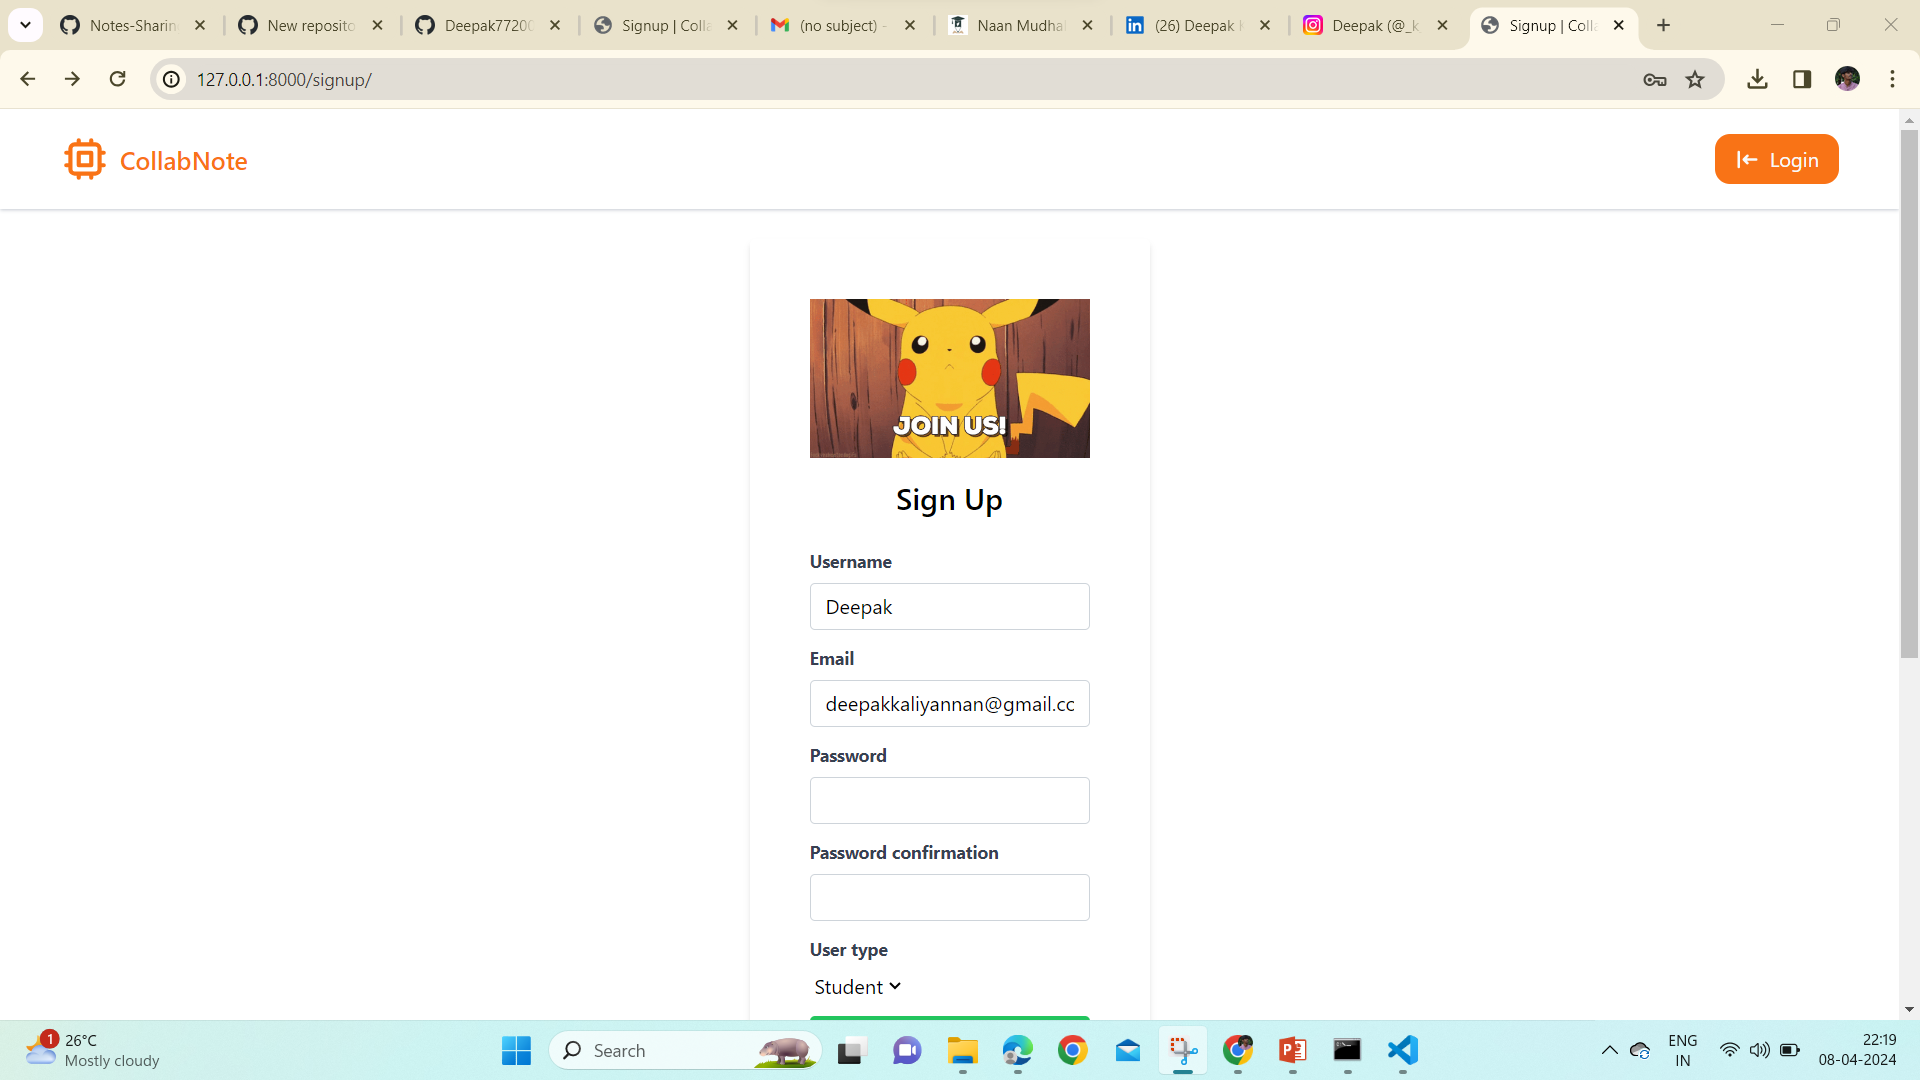 Notes-Sharin
New reposito
Deepak7720
Signup | Coll
(no subject) -
Naan Mudha
(26) Deepak
Deepak (@_k
Signup | Colla
127.0.0.1:8000/signup/
CollabNote
Login
JOIN US!
Sign Up
Username
Deepak
Email
deepakkaliyannan@gmail.cc
Password
Password confirmation
User type
Student
1
26°C
Mostly cloudy
Search
ENG
IN
22:19
08-04-2024